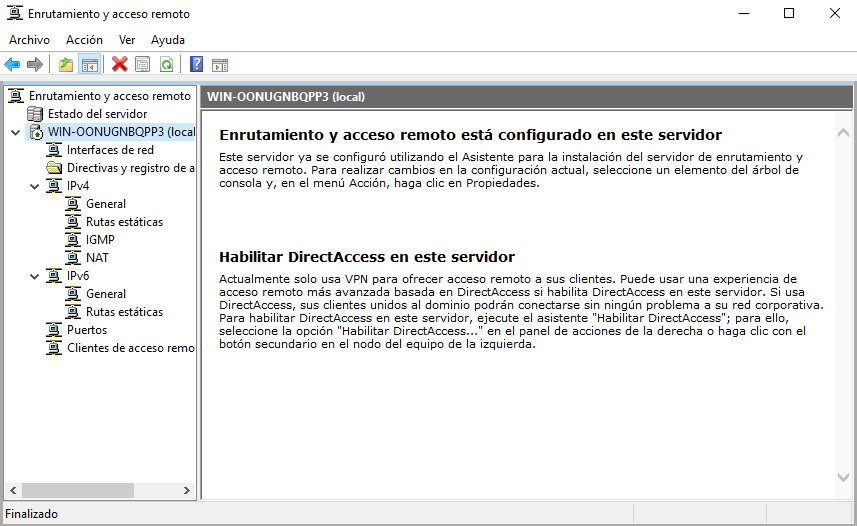 Enrutamiento y acceso remoto
Archivo Acción Ver Ayuda
Enrutamiento y acceso remoto
Estado del servidor
WIN-OONUGNBQPP3 (local
Interfaces de red
Directivas y registro de a
IPv4
General
Rutas estáticas
IGMP
NAT
IPv6
General
Rutas estáticas
Puertos
Clientes de acceso remo
WIN-OONUGNBQPP3 (local)
Enrutamiento y acceso remoto está configurado en este servidor
Este servidor ya se configuró utilizando el Asistente para la instalación del servidor de enrutamiento y
acceso remoto. Para realizar cambios en la configuración actual, seleccione un elemento del árbol de
consola y, en el menú Acción, haga clic en Propiedades.
Habilitar DirectAccess en este servidor
Actualmente solo usa VPN para ofrecer acceso remoto a sus clientes. Puede usar una experiencia de
acceso remoto más avanzada basada en DirectAccess si habilita DirectAccess en este servidor. Si usa
DirectAccess, sus clientes unidos al dominio podrán conectarse sin ningún problema a su red corporativa.
Para habilitar DirectAccess en este servidor, ejecute el asistente "Habilitar DirectAccess"; para ello,
seleccione la opción "Habilitar DirectAccess..." en el panel de acciones de la derecha o haga clic con el
botón secundario en el nodo del equipo de la izquierda.
Finalizado